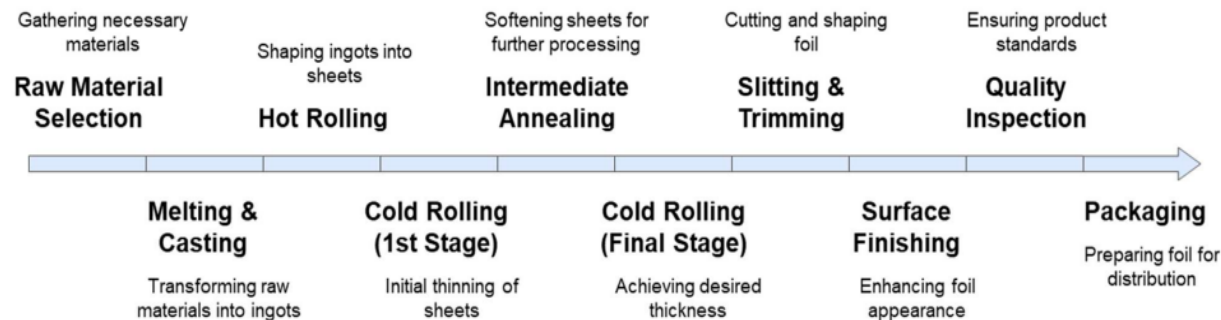 Gathering necessary
materials
Raw Material
Selection
Melting &
Casting
Transforming raw
materials into ingots
Shaping ingots into
sheets
Hot Rolling
Cold Rolling
(1st Stage)
Initial thinning of
sheets
Softening sheets for
further processing
Intermediate
Annealing
Cold Rolling
(Final Stage)
Achieving desired
thickness
Cutting and shaping
foil
Slitting &
Trimming
Surface
Finishing
Enhancing foil
appearance
Ensuring product
standards
Quality
Inspection
Packaging
Preparing foil for
distribution